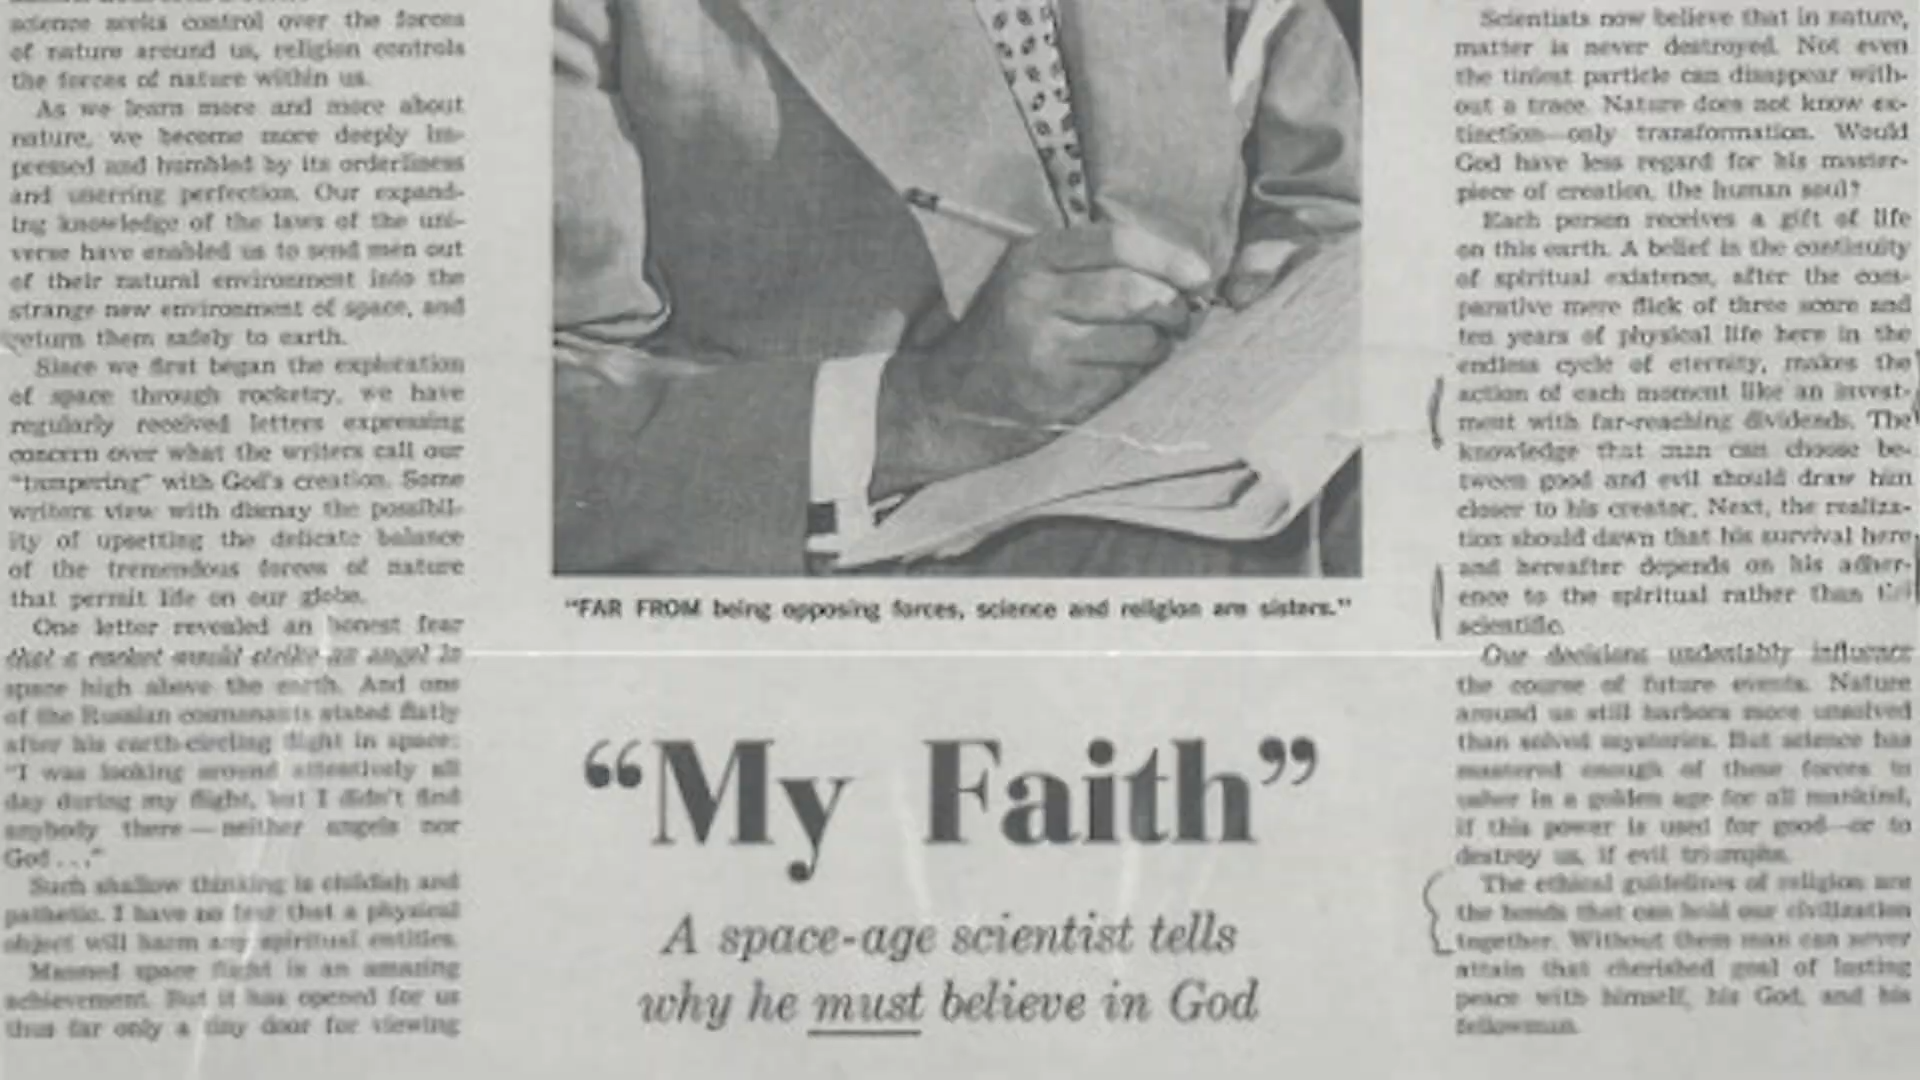 science seeks control over the forces
of nature around us, religion controls
the forces of nature within us.
As we learn more and more about
nature, we become more deeply im-
pressed and humbled by its orderliness
and unerring perfection. Our expand-
ing knowledge of the laws of the uni-
verse have enabled us to send men out
of their natural environment into the
strange new environment of space, and
return them safely to earth.
Since we first began the exploration
of space through rocketry, we have
regularly received letters expressing
concern over what the writers call our
"tampering" with God's creation. Some
writers view with dismay the possibil-
ity of upsetting the delicate balance
of the tremendous forces of nature
that permit life on our globe.
One letter revealed an honest fear
that a rocket would strike an angel in
space high above the earth. And one
of the Russian cosmonauts stated flatly
after his earth-circling flight in space:
"I was looking around attentively all
day during my flight, but I didn't find
anybody there — neither angels nor
God . . ."
Such shallow thinking is childish and
pathetic. I have no fear that a physical
object will harm any spiritual entities.
Manned space flight is an amazing
achievement. But it has opened for us
thus far only a tiny door for viewing
"FAR FROM being opposing forces, science and religion are sisters."
"My Faith"
A space-age scientist tells
why he must believe in God
Scientists now believe that in nature,
matter is never destroyed. Not even
the tiniest particle can disappear with-
out a trace. Nature does not know ex-
tinction—only transformation. Would
God have less regard for his master-
piece of creation, the human soul?
Each person receives a gift of life
on this earth. A belief in the continuity
of spiritual existence, after the com-
parative mere flick of three score and
ten years of physical life here in the
endless cycle of eternity, makes the
action of each moment like an invest-
ment with far-reaching dividends. The
knowledge that man can choose be-
tween good and evil should draw him
closer to his creator. Next, the realiza-
tion should dawn that his survival here
and hereafter depends on his adher-
ence to the spiritual rather than the
scientific.
Our decisions undeniably influence
the course of future events. Nature
around us still harbors more unsolved
than solved mysteries. But science has
mastered enough of these forces to
usher in a golden age for all mankind,
if this power is used for good—or to
destroy us, if evil triumphs.
The ethical guidelines of religion are
the bonds that can hold our civilization
together. Without them man can never
attain that cherished goal of lasting
peace with himself, his God, and his
fellowman.